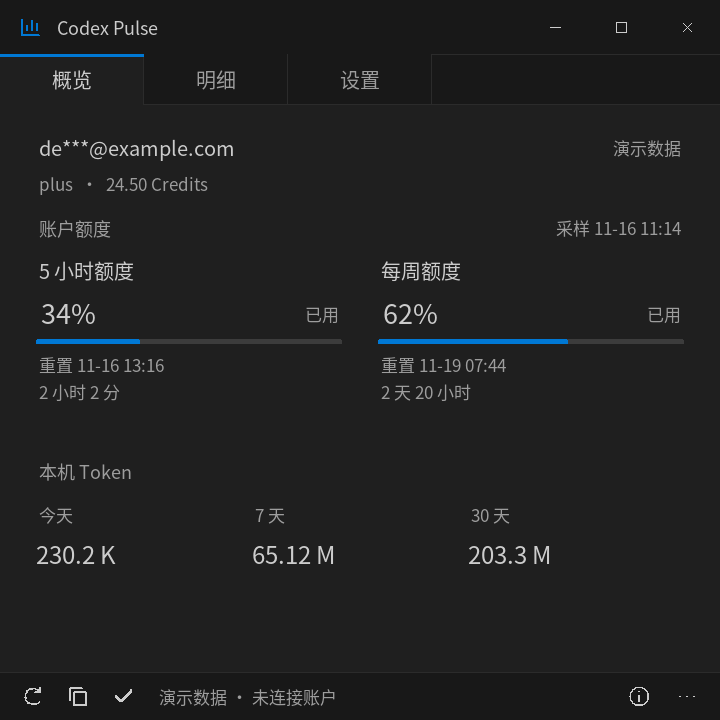 Codex Pulse
概览 明细 设置
de***@example.com 演示数据
plus • 24.50 Credits
账户额度 采样 11-16 11:14
5 小时额度 每周额度
34% 已用 62% 已用
重置 11-16 13:16 重置 11-19 07:44
2 小时 2 分 2 天 20 小时
本机 Token
今天 7 天 30 天
230.2 K 65.12 M 203.3 M
演示数据 • 未连接账户